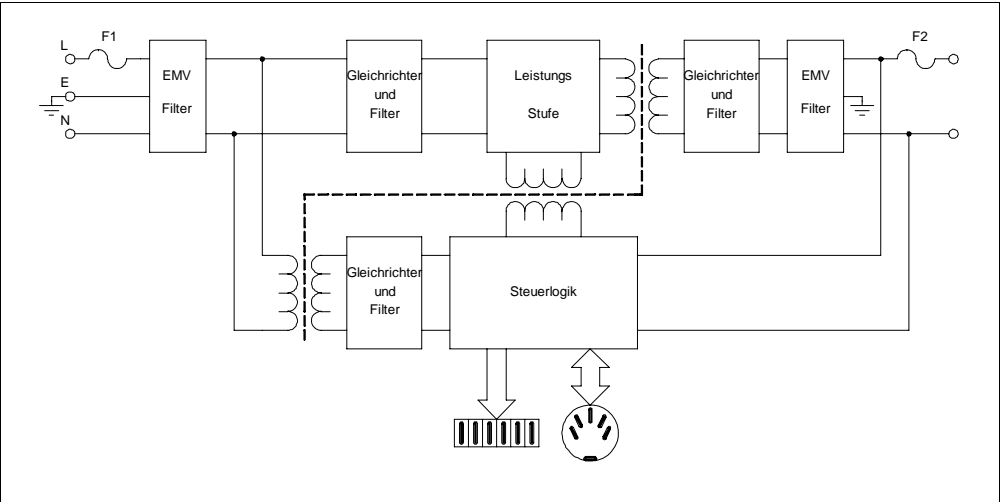 L
F1
E
N
EMV
Filter
Gleichrichter
und
Filter
Leistungs
Stufe
Gleichrichter
und
Filter
EMV
Filter
F2
Gleichrichter
und
Filter
Steuerlogik